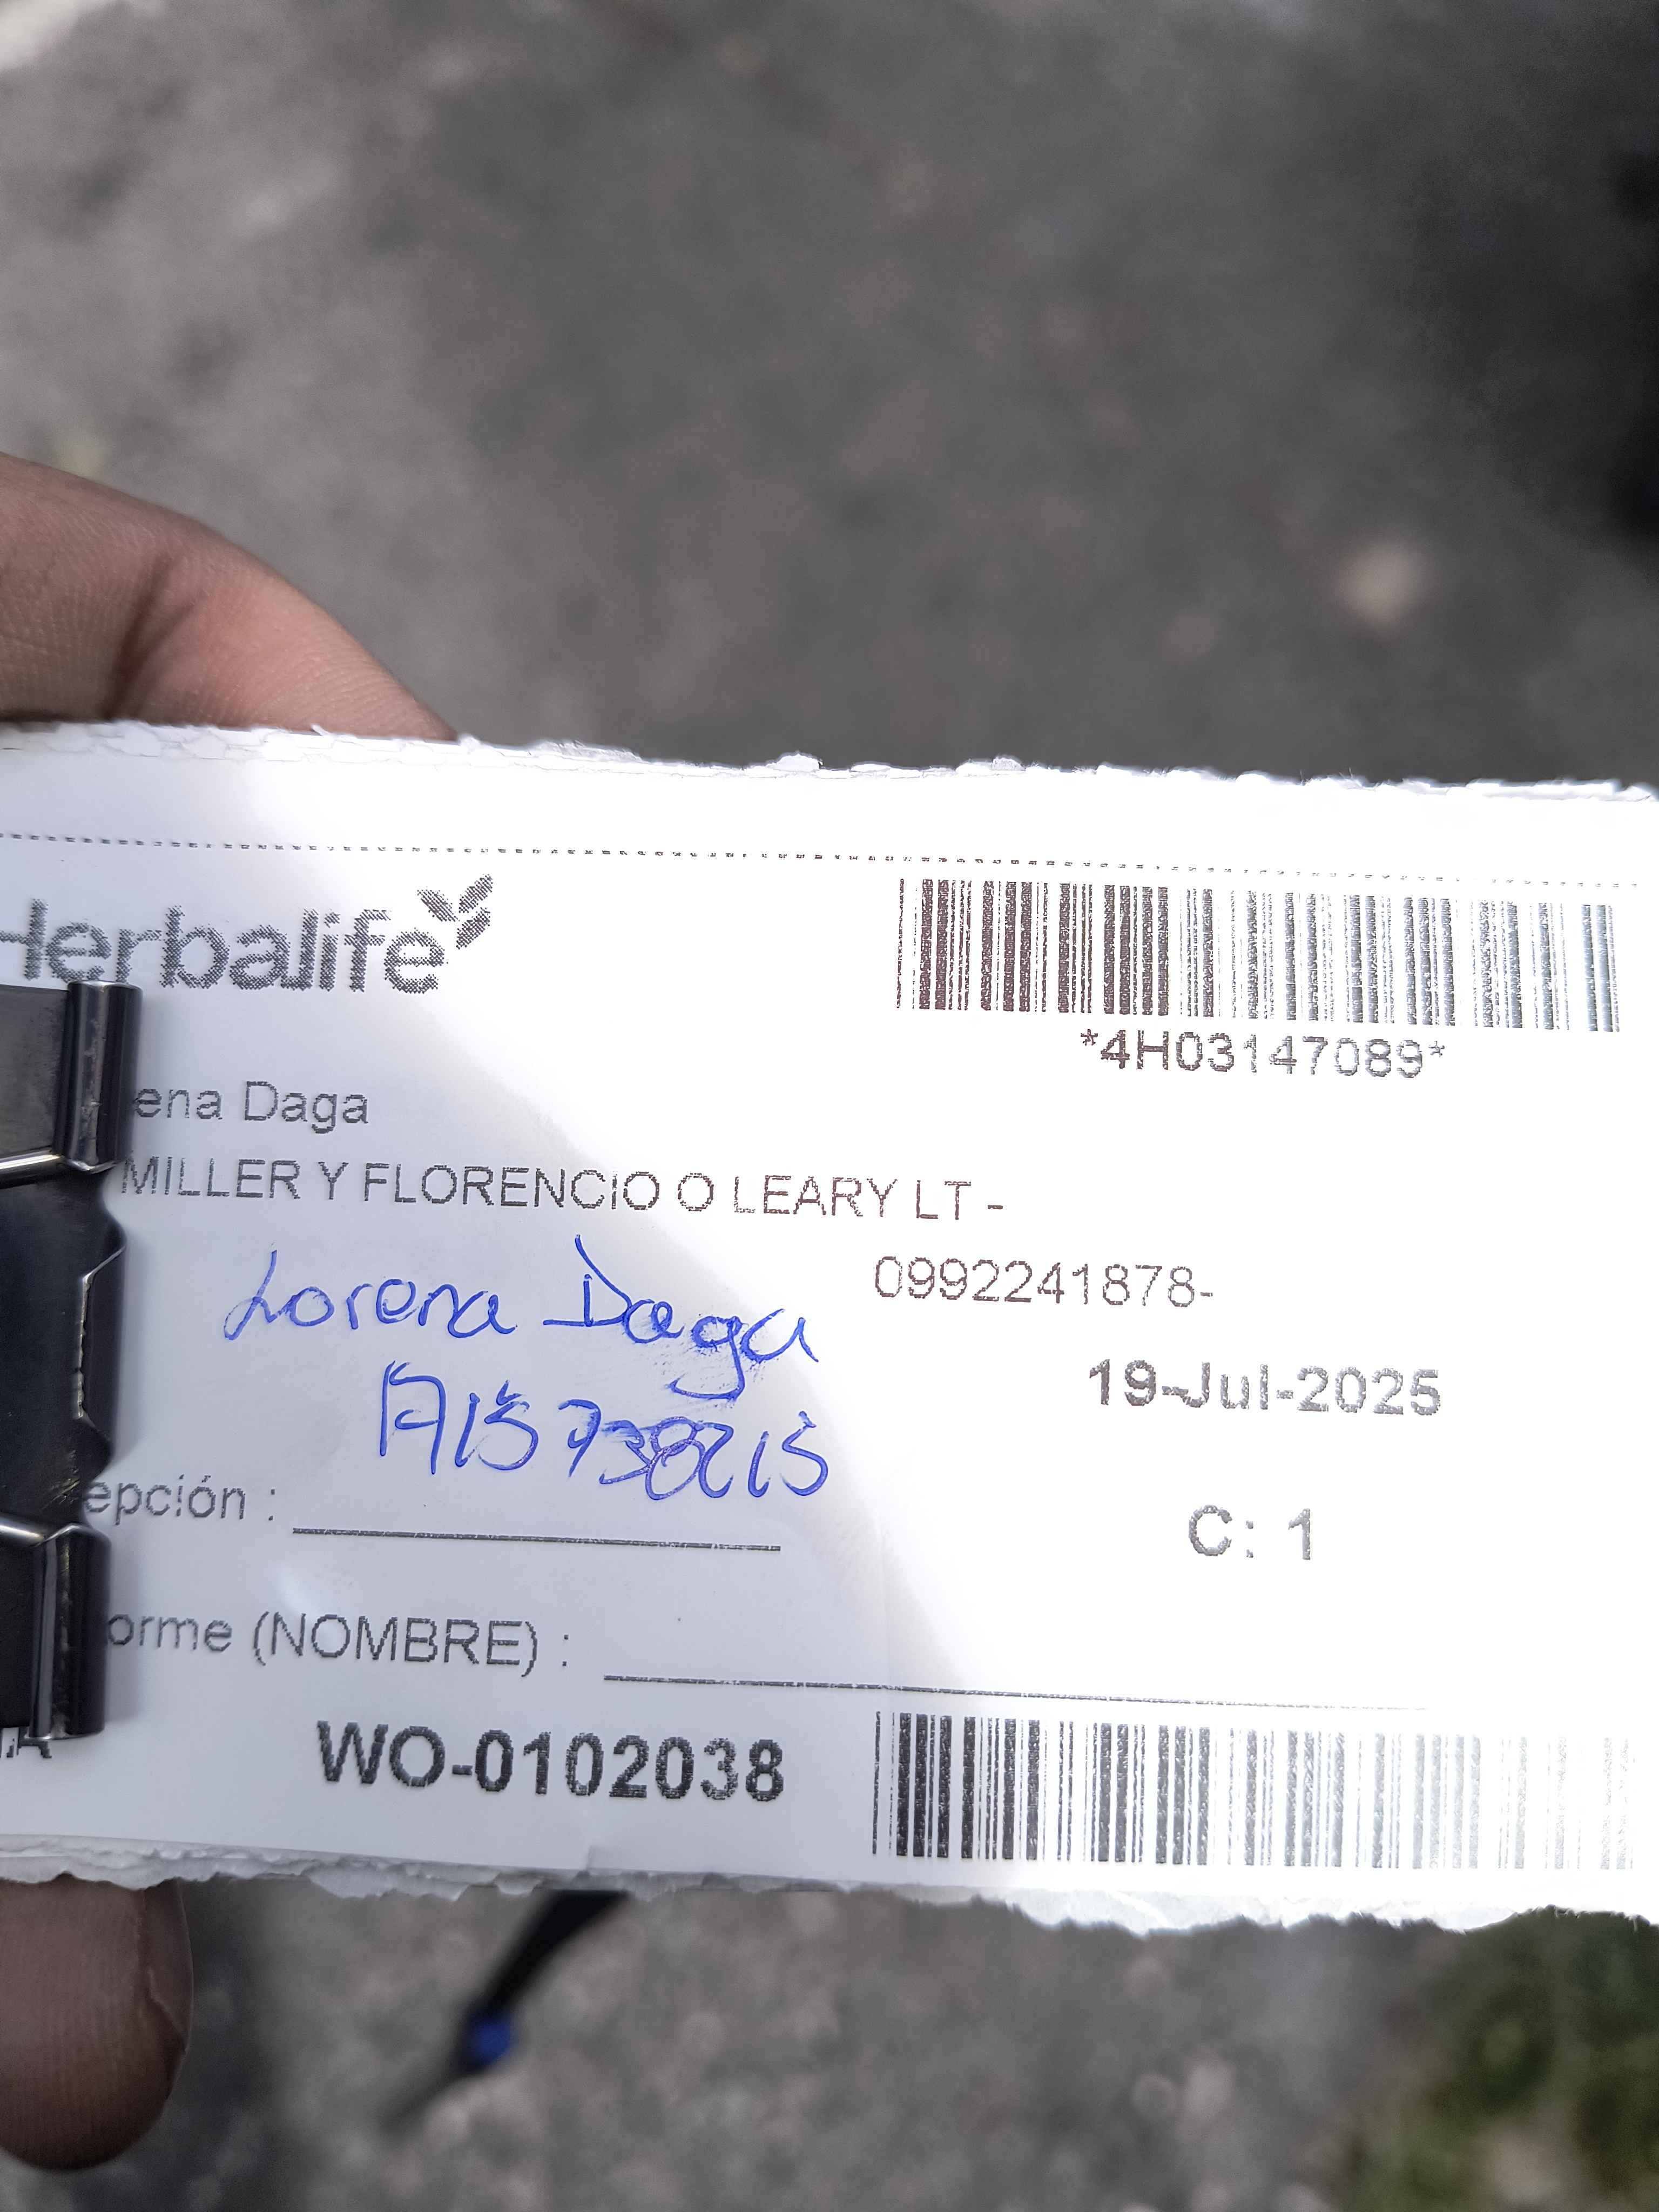 Herbalife
*4H03147089*
ena Daga
MILLER Y FLORENCIO O LEARY LT -
0992241878-
Lorena Daga
19-Jul-2025
epción :
C: 1
orme (NOMBRE) :
WO-0102038